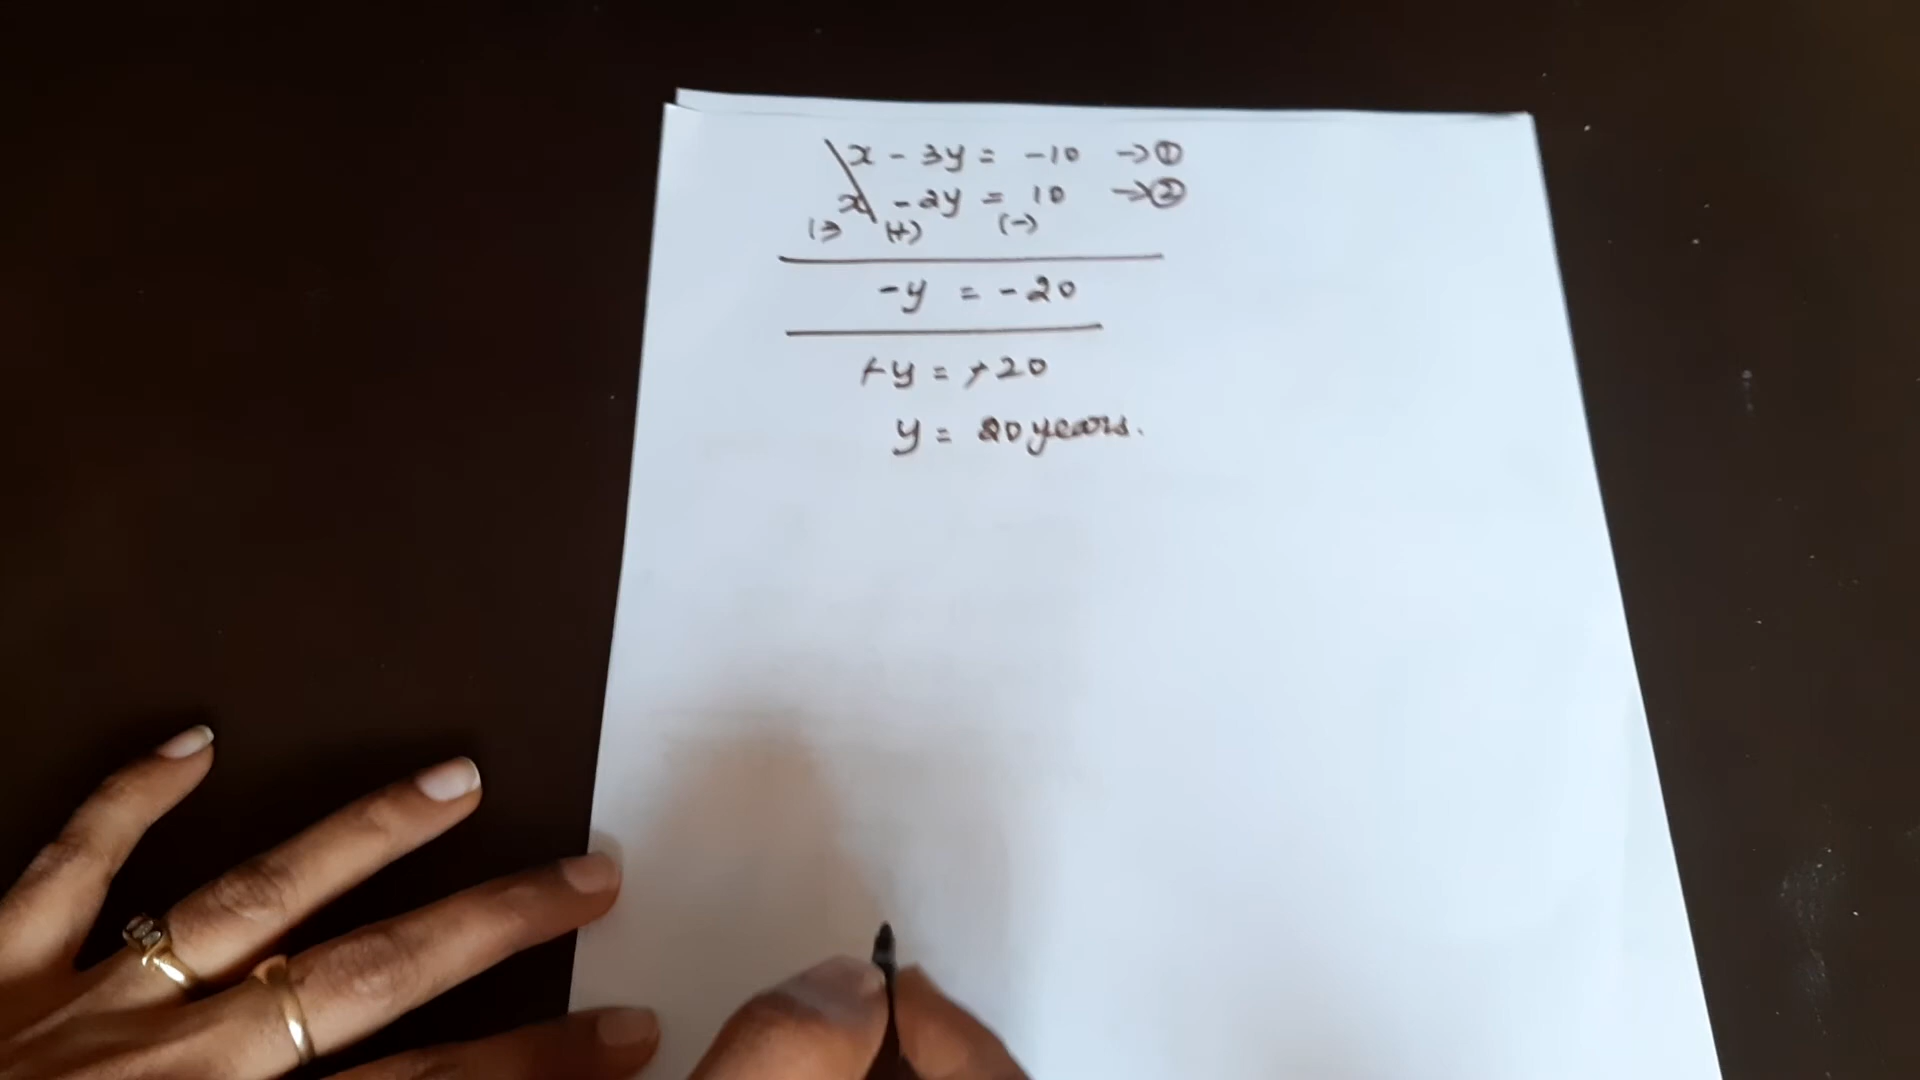 x - 3y = -10 → ①
x - 2y = 10 → ②
(-) (+) (-)
-y = -20
+y = +20
y = 20 years.